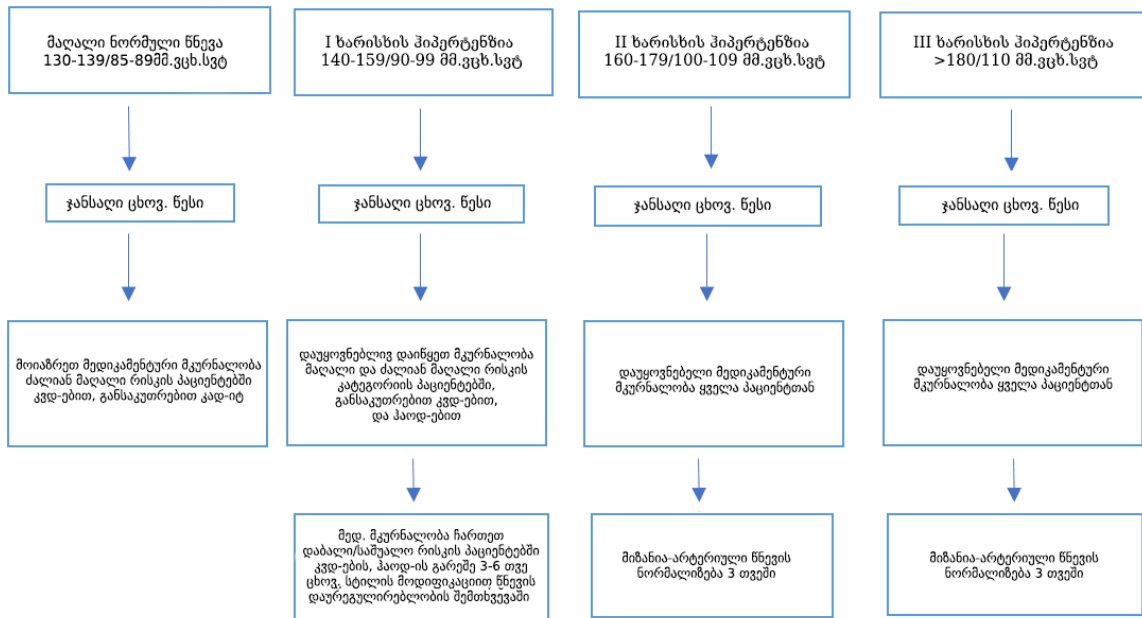 მაღალი ნორმული წნევა
130-139/85-89მმ.ვცხ.სვტ
I ხარისხის ჰიპერტენზია
140-159/90-99 მმ.ვცხ.სვტ
II ხარისხის ჰიპერტენზია
160-179/100-109 მმ.ვცხ.სვტ
III ხარისხის ჰიპერტენზია
>180/110 მმ.ვცხ.სვტ
ჯანსაღი ცხოვ. წესი
ჯანსაღი ცხოვ. წესი
ჯანსაღი ცხოვ. წესი
ჯანსაღი ცხოვ. წესი
მოიაზრეთ მედიკამენტური მკურნალობა
ძალიან მაღალი რისკის პაციენტებში
კვდ-ებით, განსაკუთრებით კად-იტ
დაუყოვნებლივ დაიწყეთ მკურნალობა
მაღალი და ძალიან მაღალი რისკის
კატეგორიის პაციენტებში,
განსაკუთრებით კვდ-ებით,
და ჰაოდ-ებით
დაუყოვნებელი მედიკამენტური
მკურნალობა ყველა პაციენტთან
დაუყოვნებელი მედიკამენტური
მკურნალობა ყველა პაციენტთან
მედ. მკურნალობა ჩართეთ
დაბალი/საშუალო რისკის პაციენტებში
კვდ-ების, ჰაოდ-ის გარეშე 3-6 თვე
ცხოვ. სტილის მოდიფიკაციით წნევის
დაურეგულირებლობის შემთხვევაში
მიზანია-არტერიული წნევის
ნორმალიზება 3 თვეში
მიზანია-არტერიული წნევის
ნორმალიზება 3 თვეში